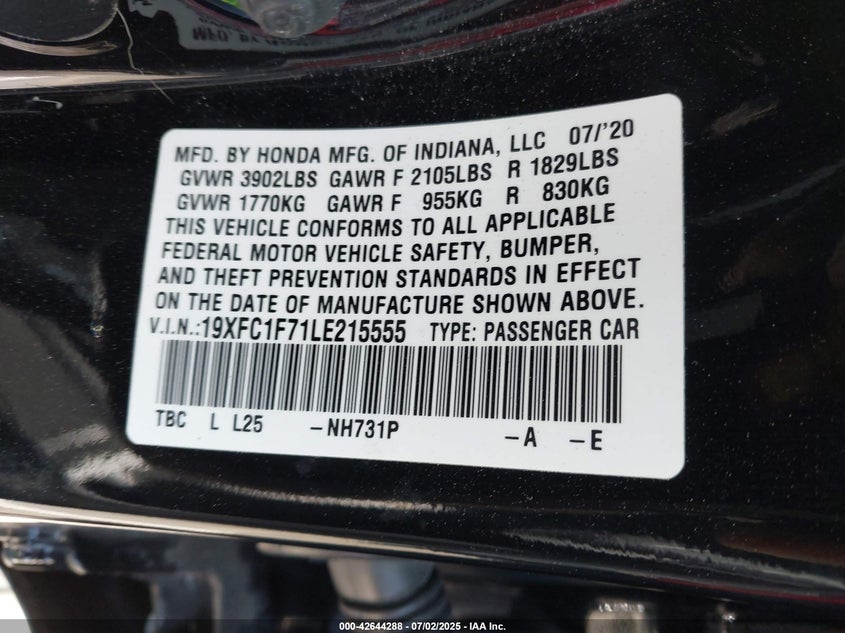 MFD. BY HONDA MFG. OF INDIANA, LLC 07/'20
GVWR 3902LBS GAWR F 2105LBS R 1829LBS
GVWR 1770KG GAWR F 955KG R 830KG
THIS VEHICLE CONFORMS TO ALL APPLICABLE
FEDERAL MOTOR VEHICLE SAFETY, BUMPER,
AND THEFT PREVENTION STANDARDS IN EFFECT
ON THE DATE OF MANUFACTURE SHOWN ABOVE.
V.I.N.:19XFC1F71LE215555 TYPE: PASSENGER CAR
TBC L L25 -NH731P -A -E
000-42644288 - 07/02/2025 - IAA Inc.